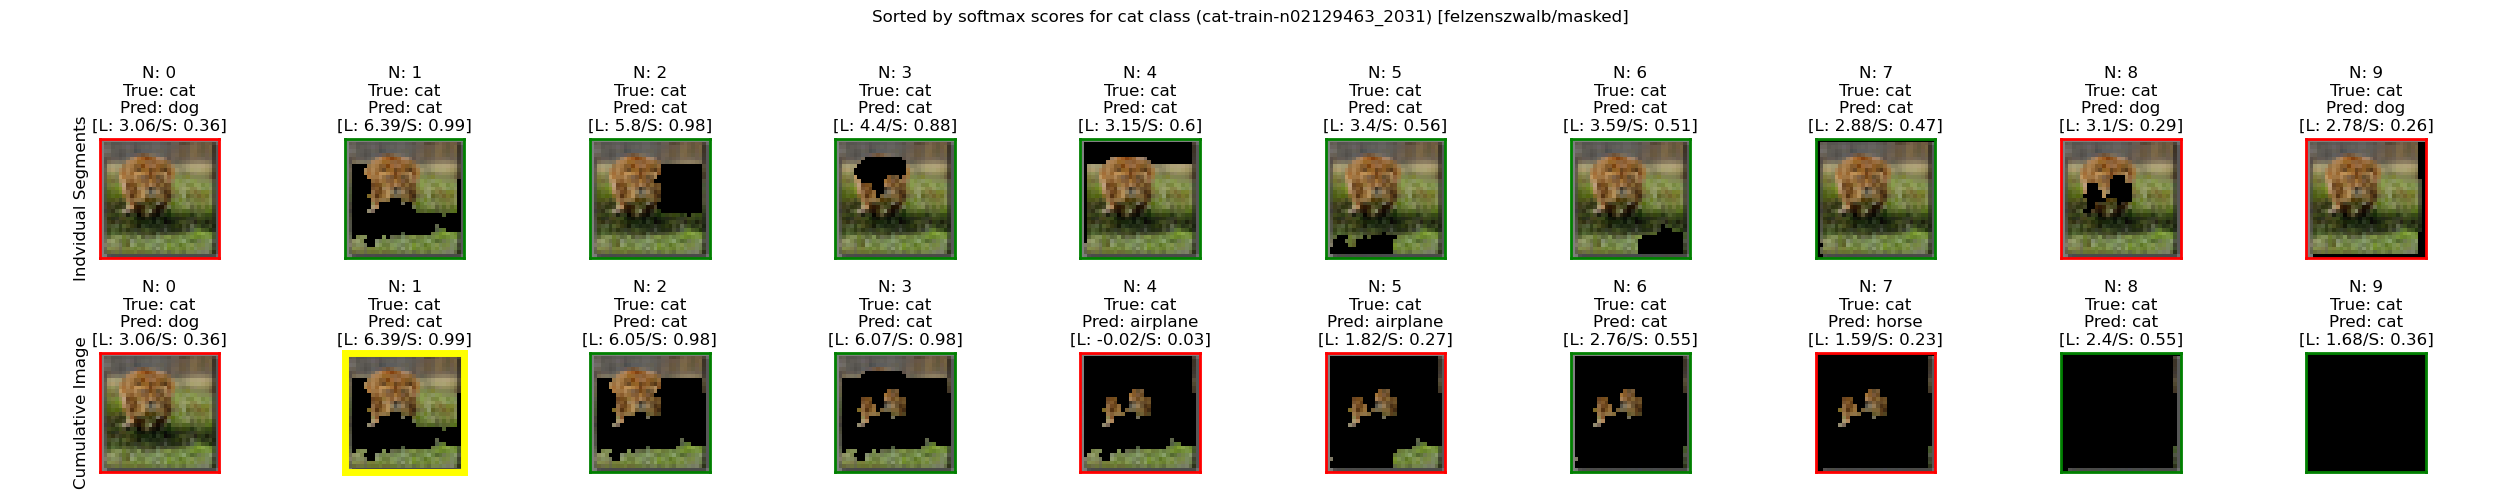 Sorted by softmax scores for cat class (cat-train-n02129463_2031) [felzenszwalb/masked]
Indvidual Segments
N: 0
True: cat
Pred: dog
[L: 3.06/S: 0.36]
N: 1
True: cat
Pred: cat
[L: 6.39/S: 0.99]
N: 2
True: cat
Pred: cat
[L: 5.8/S: 0.98]
N: 3
True: cat
Pred: cat
[L: 4.4/S: 0.88]
N: 4
True: cat
Pred: cat
[L: 3.15/S: 0.6]
N: 5
True: cat
Pred: cat
[L: 3.4/S: 0.56]
N: 6
True: cat
Pred: cat
[L: 3.59/S: 0.51]
N: 7
True: cat
Pred: cat
[L: 2.88/S: 0.47]
N: 8
True: cat
Pred: dog
[L: 3.1/S: 0.29]
N: 9
True: cat
Pred: dog
[L: 2.78/S: 0.26]
Cumulative Image
N: 0
True: cat
Pred: dog
[L: 3.06/S: 0.36]
N: 1
True: cat
Pred: cat
[L: 6.39/S: 0.99]
N: 2
True: cat
Pred: cat
[L: 6.05/S: 0.98]
N: 3
True: cat
Pred: cat
[L: 6.07/S: 0.98]
N: 4
True: cat
Pred: airplane
[L: -0.02/S: 0.03]
N: 5
True: cat
Pred: airplane
[L: 1.82/S: 0.27]
N: 6
True: cat
Pred: cat
[L: 2.76/S: 0.55]
N: 7
True: cat
Pred: horse
[L: 1.59/S: 0.23]
N: 8
True: cat
Pred: cat
[L: 2.4/S: 0.55]
N: 9
True: cat
Pred: cat
[L: 1.68/S: 0.36]